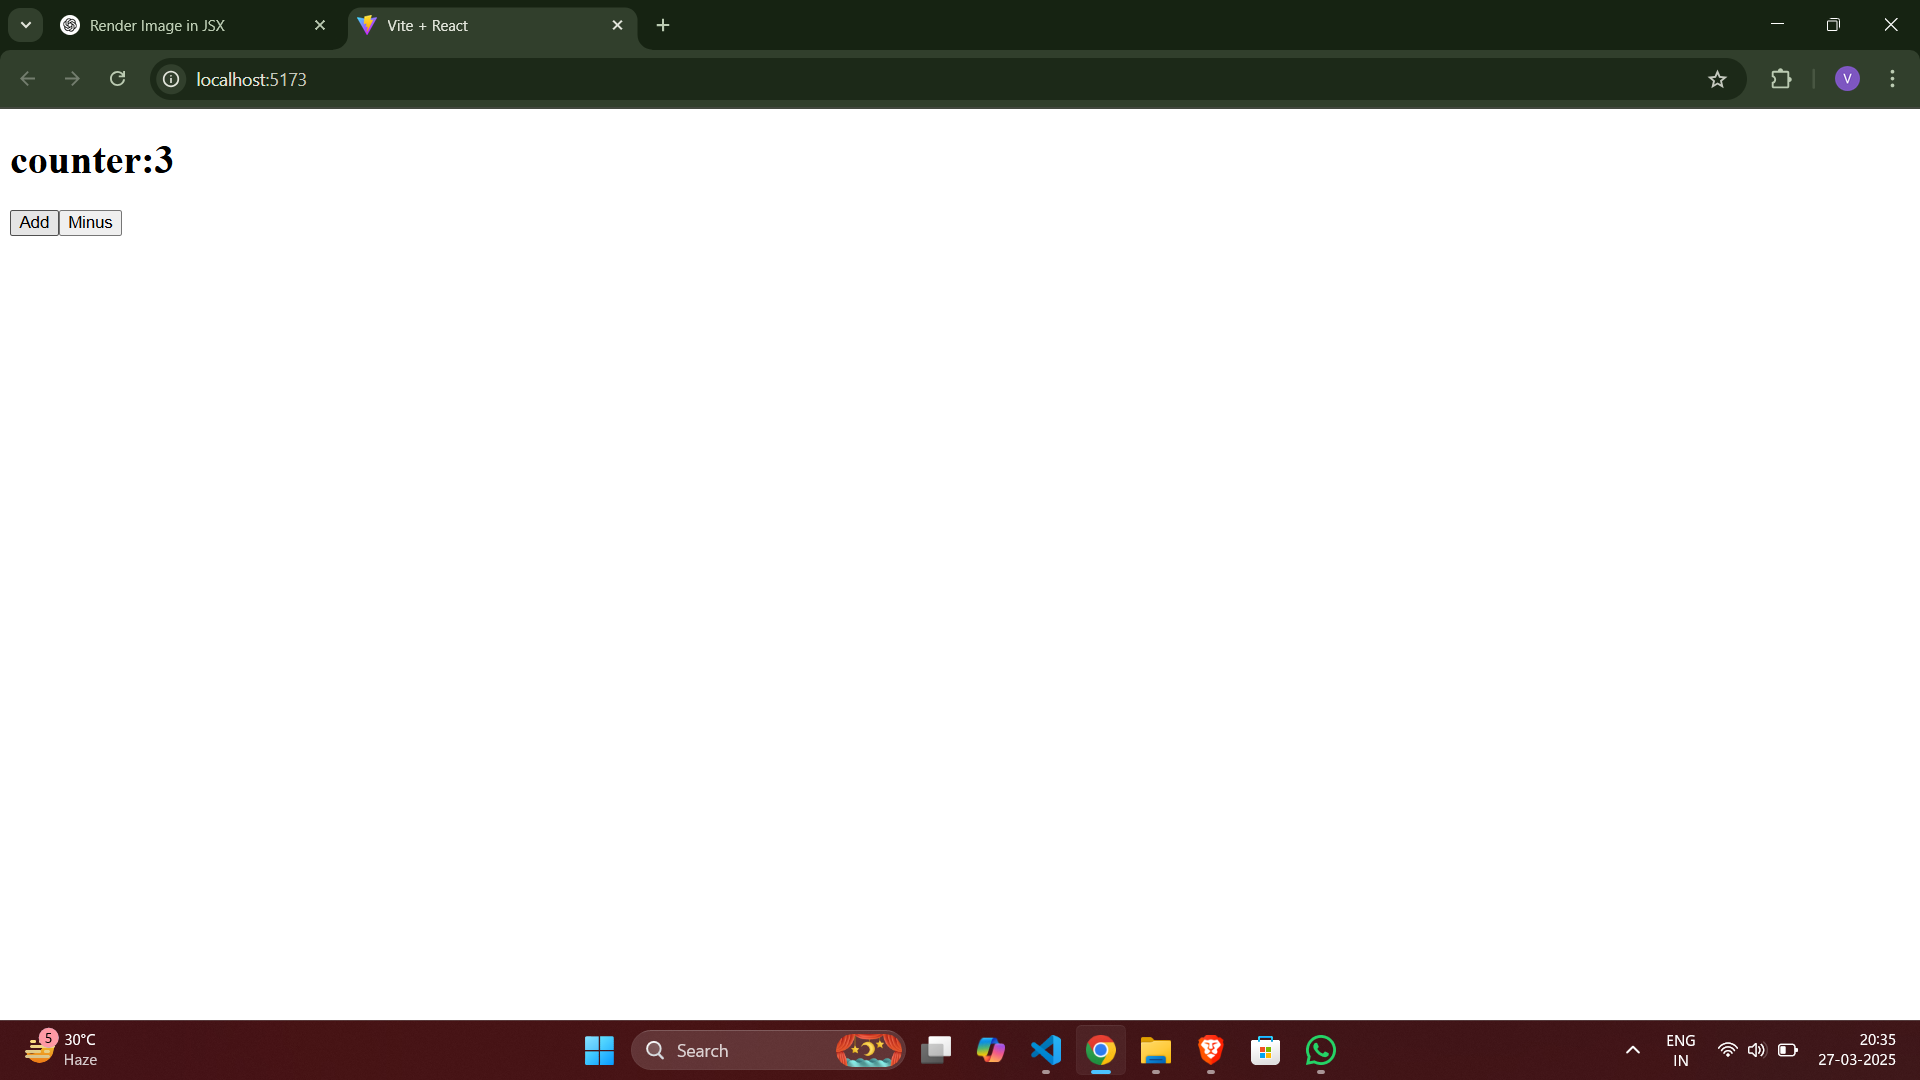 Render Image in JSX
Vite + React
localhost:5173
V
counter:3
Add Minus
5
30°C
Haze
Search
ENG
IN
20:35
27-03-2025